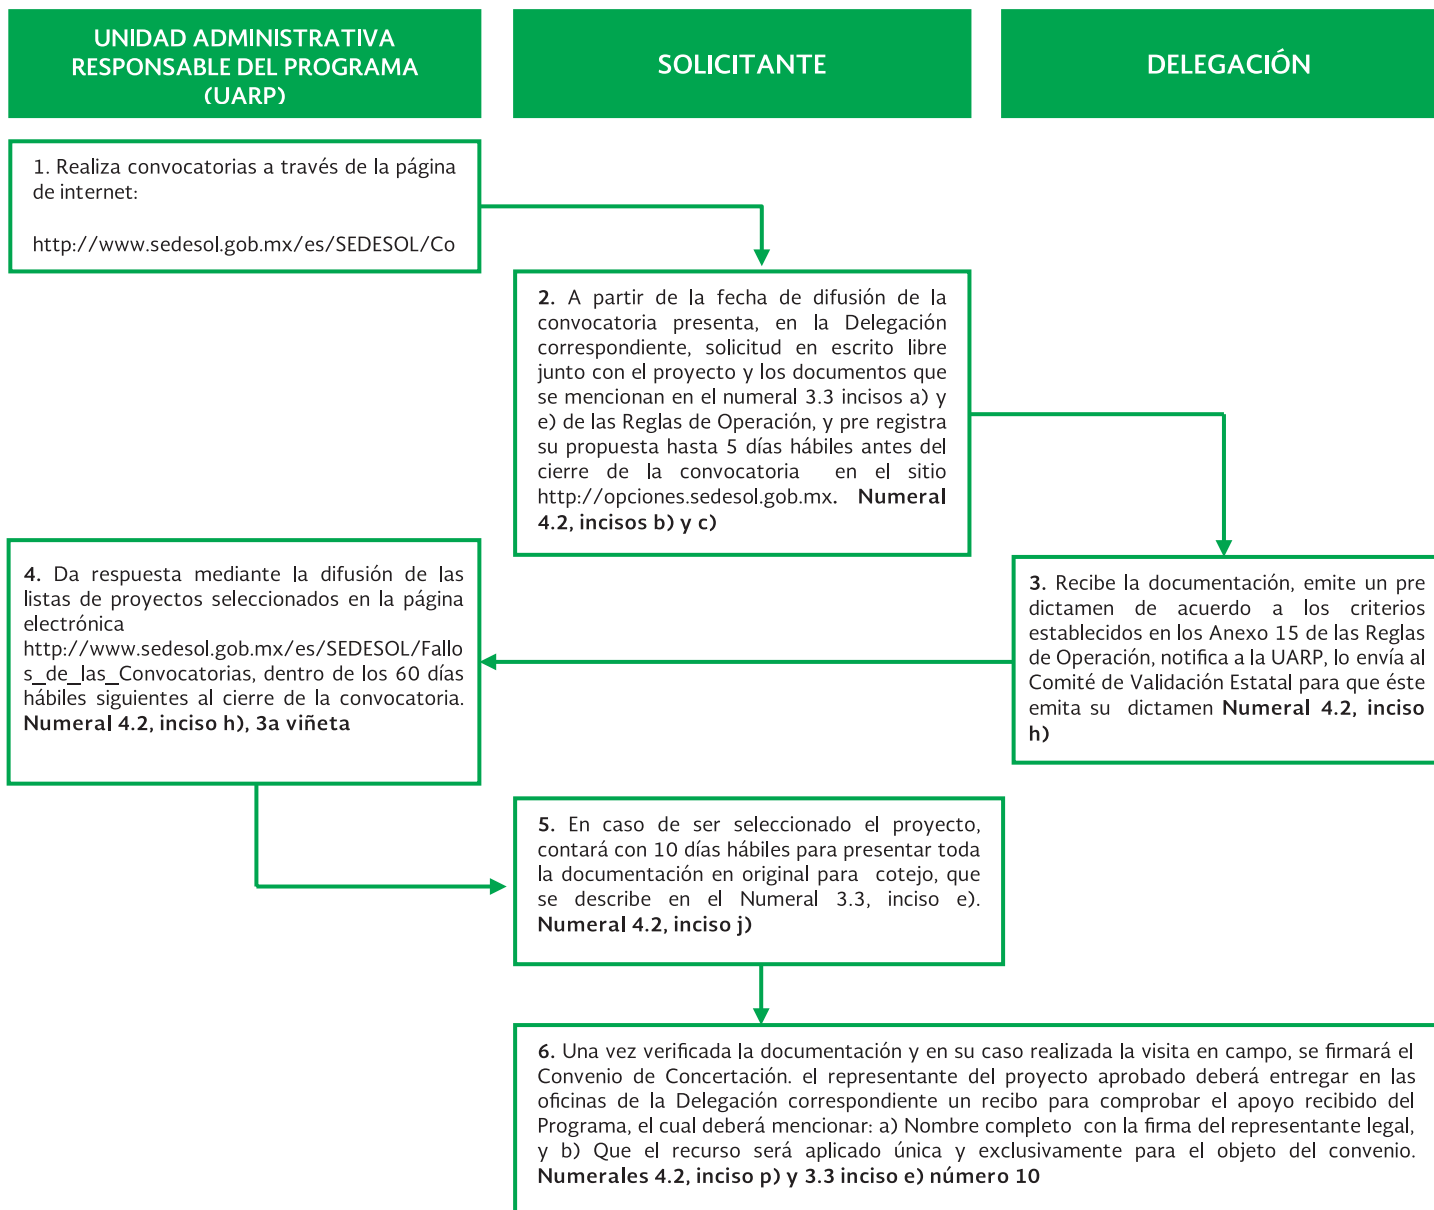 UNIDAD ADMINISTRATIVA
RESPONSABLE DEL PROGRAMA
(UARP)
SOLICITANTE
DELEGACIÓN
1. Realiza convocatorias a través de la página
de internet:
http://www.sedesol.gob.mx/es/SEDESOL/Co
2. A partir de la fecha de difusión de la
convocatoria presenta, en la Delegación
correspondiente, solicitud en escrito libre
junto con el proyecto y los documentos que
se mencionan en el numeral 3.3 incisos a) y
e) de las Reglas de Operación, y pre registra
su propuesta hasta 5 días hábiles antes del
cierre de la convocatoria en el sitio
http://opciones.sedesol.gob.mx. Numeral
4.2, incisos b) y c)
3. Recibe la documentación, emite un pre
dictamen de acuerdo a los criterios
establecidos en los Anexo 15 de las Reglas
de Operación, notifica a la UARP, lo envía al
Comité de Validación Estatal para que éste
emita su dictamen Numeral 4.2, inciso
h)
4. Da respuesta mediante la difusión de las
listas de proyectos seleccionados en la página
electrónica
http://www.sedesol.gob.mx/es/SEDESOL/Fallo
s_de_las_Convocatorias, dentro de los 60 días
hábiles siguientes al cierre de la convocatoria.
Numeral 4.2, inciso h), 3a viñeta
5. En caso de ser seleccionado el proyecto,
contará con 10 días hábiles para presentar toda
la documentación en original para cotejo, que
se describe en el Numeral 3.3, inciso e).
Numeral 4.2, inciso j)
6. Una vez verificada la documentación y en su caso realizada la visita en campo, se firmará el
Convenio de Concertación. el representante del proyecto aprobado deberá entregar en las
oficinas de la Delegación correspondiente un recibo para comprobar el apoyo recibido del
Programa, el cual deberá mencionar: a) Nombre completo con la firma del representante legal,
y b) Que el recurso será aplicado única y exclusivamente para el objeto del convenio.
Numerales 4.2, inciso p) y 3.3 inciso e) número 10